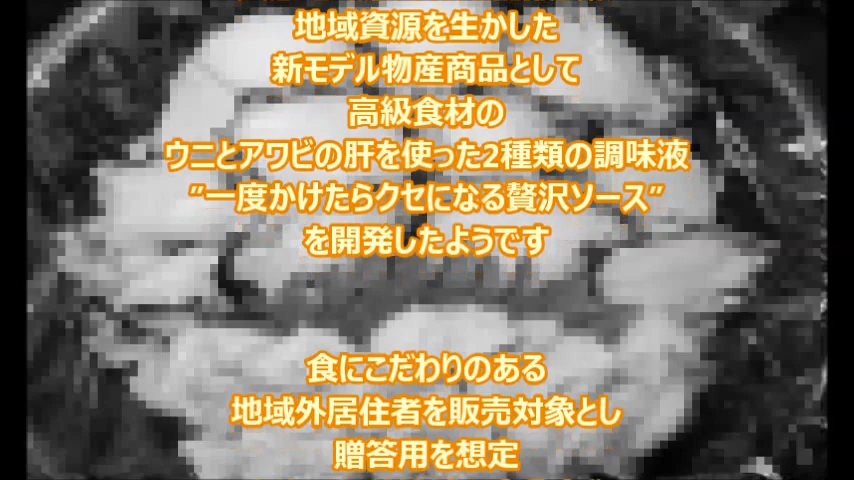 地域資源を生かした
新モデル物産商品として
高級食材の
ウニとアワビの肝を使った2種類の調味液
”一度かけたらクセになる贅沢ソース”
を開発したようです
食にこだわりのある
地域外居住者を販売対象とし
贈答用を想定